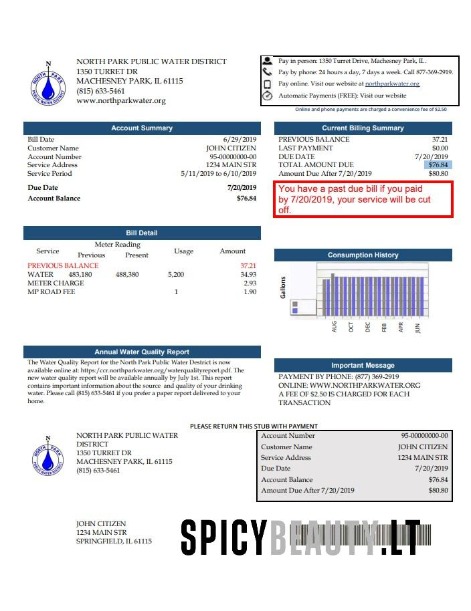 NORTH PARK PUBLIC WATER DISTRICT
1350 TURRET DR
MACHESNEY PARK, IL 61115
(815) 633-5461
www.northparkwater.org
Pay in person: 1350 Turret Drive, Machesney Park, IL.
Pay by phone: 24 hours a day, 7 days a week. Call 877-369-2919.
Pay online. Visit our website at northparkwater.org
Automatic Payments (FREE): Visit our website
Online and phone payments are charged a convenience fee of $2.50
Account Summary
Bill Date 6/29/2019
Customer Name JOHN CITIZEN
Account Number 95-00000000-00
Service Address 1234 MAIN STR
Service Period 5/11/2019 to 6/10/2019
Due Date 7/20/2019
Account Balance $76.84
Current Billing Summary
PREVIOUS BALANCE 37.21
LAST PAYMENT $0.00
DUE DATE 7/20/2019
TOTAL AMOUNT DUE $76.84
Amount Due After 7/20/2019 $80.80
You have a past due bill if you paid
by 7/20/2019, your service will be cut
off.
Bill Detail
Meter Reading
Service Previous Present Usage Amount
PREVIOUS BALANCE 37.21
WATER 483,180 488,380 5,200 34.93
METER CHARGE 2.93
MP ROAD FEE 1 1.90
Consumption History
Gallons
AUG OCT DEC FEB APR JUN
Annual Water Quality Report
The Water Quality Report for the North Park Water District is now
available online at: https:/ccr.northparkwater.org/waterqualityreport.pdf. The
new water quality report will be available annually by July 1st. This report
contains important information about the source and quality of your drinking
water. Please call (815) 633-5461 if you prefer a paper report delivered to your
home.
Important Message
PAYMENT BY PHONE: (877) 369-2919
ONLINE: WWW.NORTHPARKWATER.ORG
A FEE OF $2.50 IS CHARGED FOR EACH
TRANSACTION
PLEASE RETURN THIS STUB WITH PAYMENT
NORTH PARK PUBLIC WATER
DISTRICT
1350 TURRET DR
MACHESNEY PARK, IL 61115
(815) 633-5461
Account Number 95-00000000-00
Customer Name JOHN CITIZEN
Service Address 1234 MAIN STR
Due Date 7/20/2019
Account Balance $76.84
Amount Due After 7/20/2019 $80.80
JOHN CITIZEN
1234 MAIN STR
SPRINGFIELD, IL 61115
SPICYBEAUTY.LT